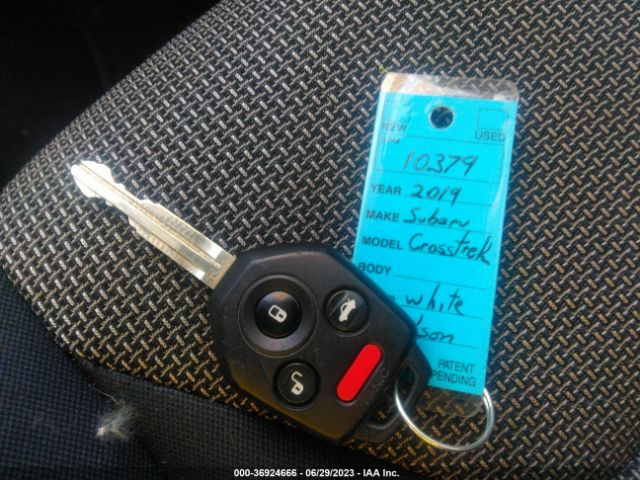 NEW
USED
10379
YEAR 2019
MAKE Subaru
MODEL Crosstrek
BODY
white
PATENT
PENDING
000-36924666 - 06/29/2023 - IAA Inc.